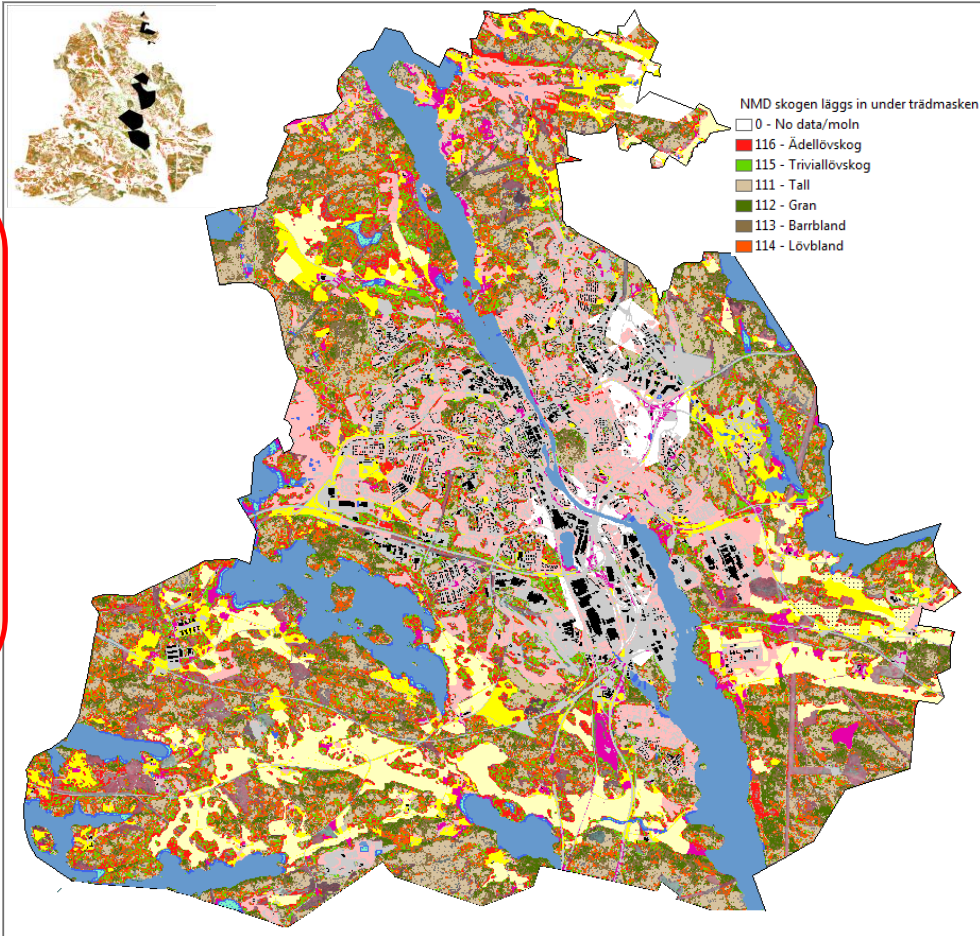 NMD skogen läggs in under trädmasken
0 - No data/moln
116 - Ädellövskog
115 - Triviallövskog
111 - Tall
112 - Gran
113 - Barrbland
114 - Lövbland